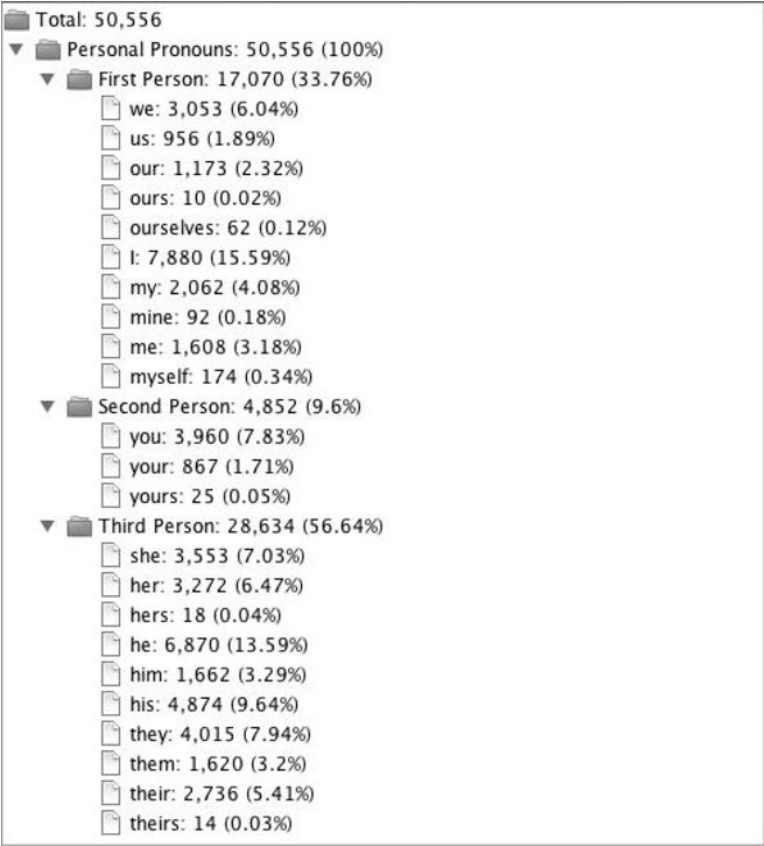 Total: 50,556
Personal Pronouns: 50,556 (100%)
First Person: 17,070 (33.76%)
we: 3,053 (6.04%)
us: 956 (1.89%)
our: 1,173 (2.32%)
ours: 10 (0.02%)
ourselves: 62 (0.12%)
I: 7,880 (15.59%)
my: 2,062 (4.08%)
mine: 92 (0.18%)
me: 1,608 (3.18%)
myself: 174 (0.34%)
Second Person: 4,852 (9.6%)
you: 3,960 (7.83%)
your: 867 (1.71%)
yours: 25 (0.05%)
Third Person: 28,634 (56.64%)
she: 3,553 (7.03%)
her: 3,272 (6.47%)
hers: 18 (0.04%)
he: 6,870 (13.59%)
him: 1,662 (3.29%)
his: 4,874 (9.64%)
they: 4,015 (7.94%)
them: 1,620 (3.2%)
their: 2,736 (5.41%)
theirs: 14 (0.03%)